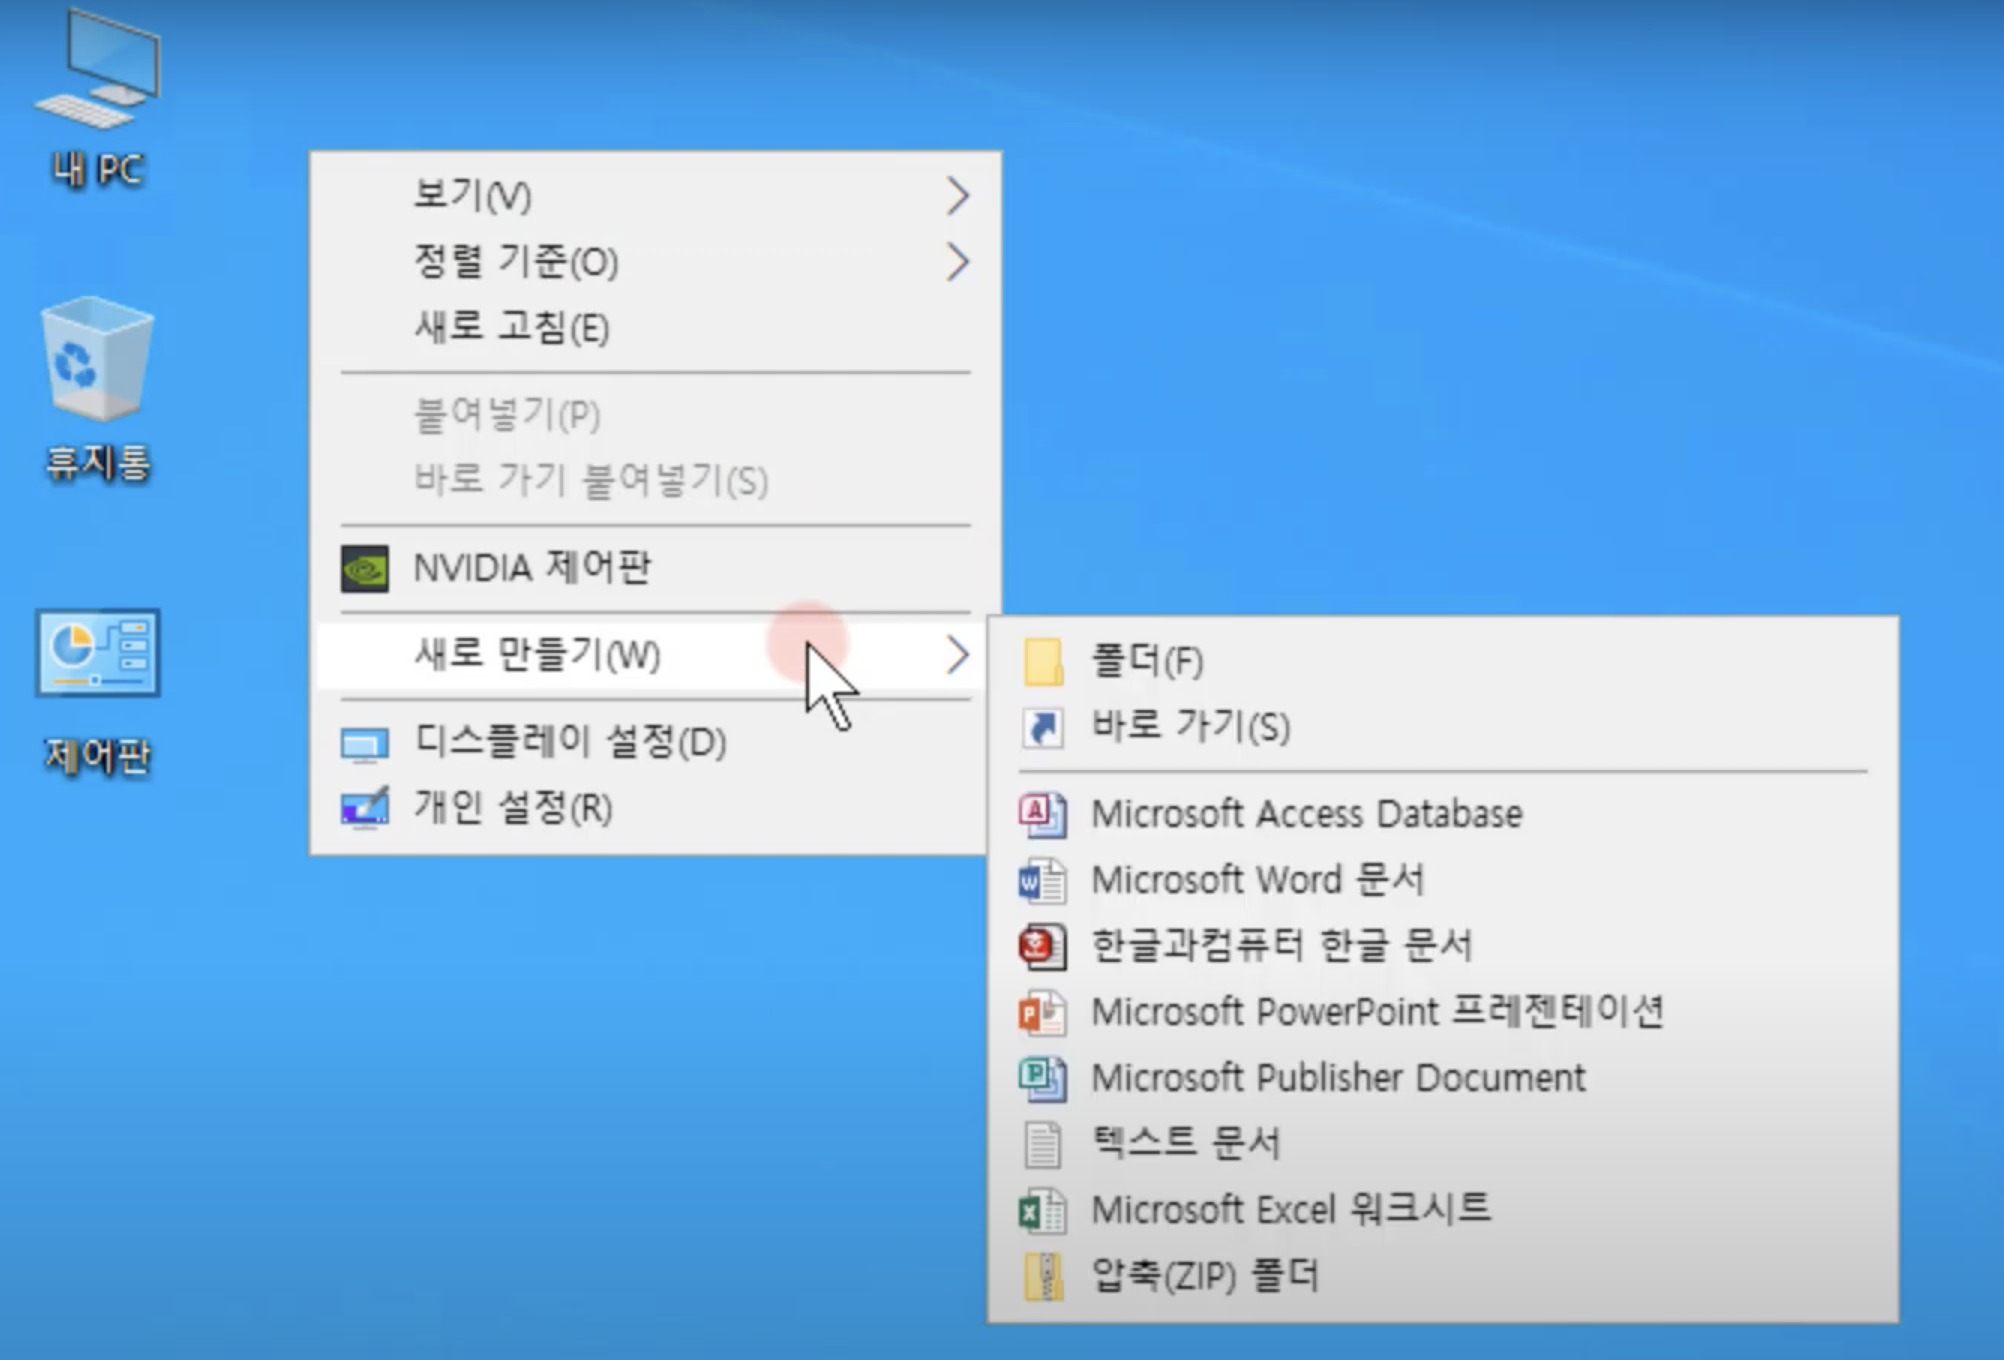 내 PC
휴지통
제어판
보기(V)
정렬 기준(O)
새로 고침(E)
붙여넣기(P)
바로 가기 붙여넣기(S)
NVIDIA 제어판
새로 만들기(W)
디스플레이 설정(D)
개인 설정(R)
폴더(F)
바로 가기(S)
Microsoft Access Database
Microsoft Word 문서
한글과컴퓨터 한글 문서
Microsoft PowerPoint 프레젠테이션
Microsoft Publisher Document
텍스트 문서
Microsoft Excel 워크시트
압축(ZIP) 폴더